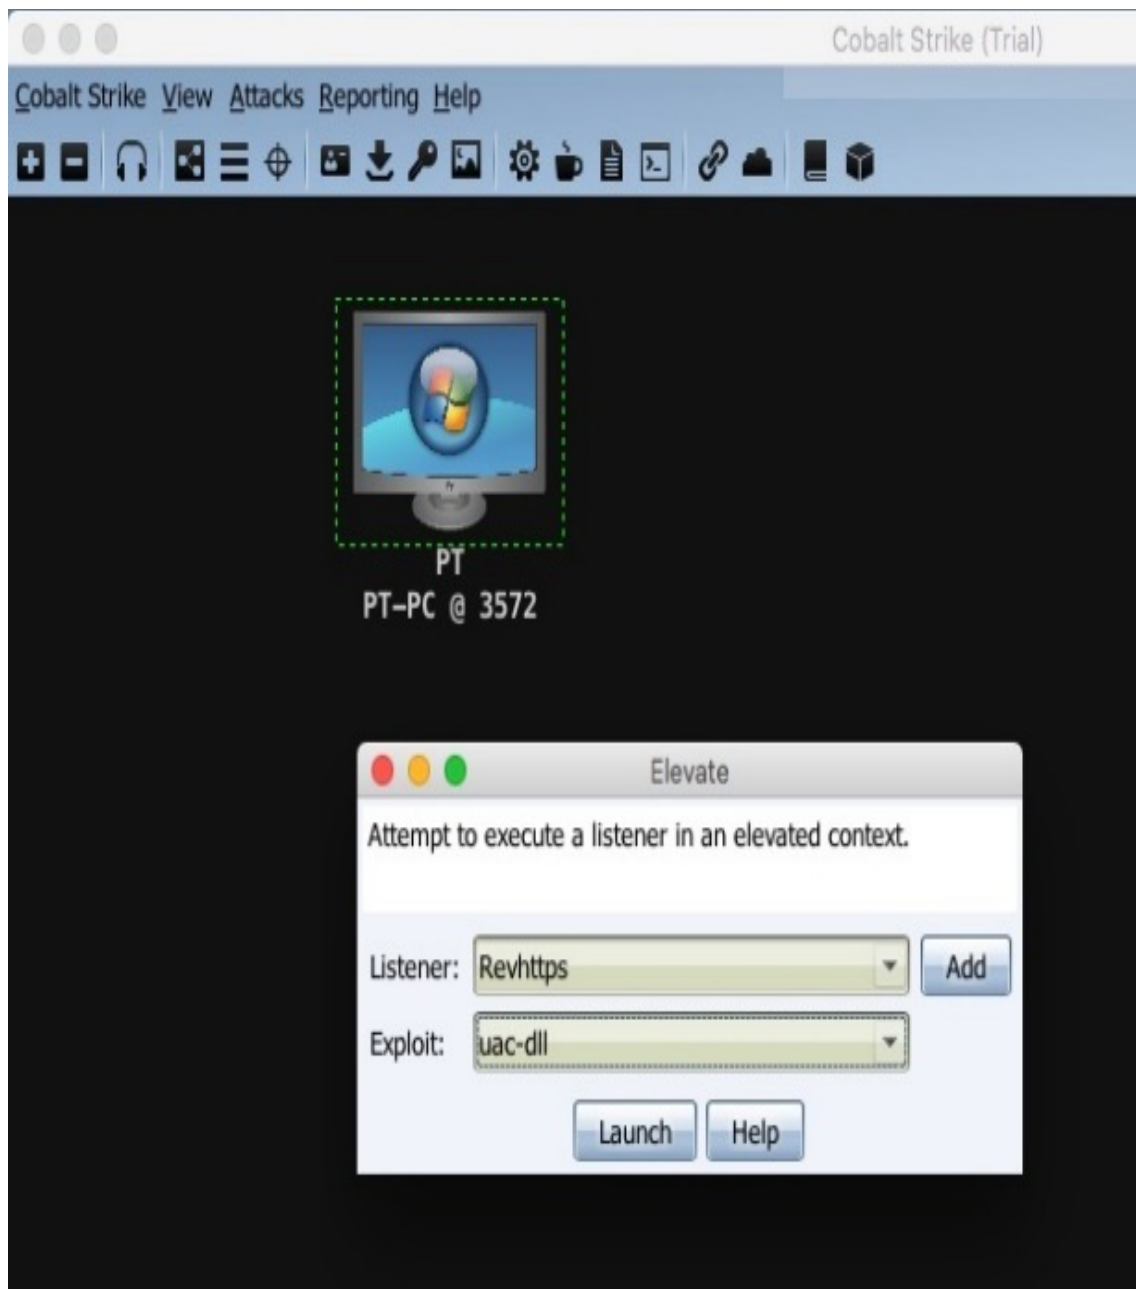 Cobalt Strike (Trial)
Cobalt Strike View Attacks Reporting Help
PT
PT-PC @ 3572
Elevate
Attempt to execute a listener in an elevated context.
Listener: Revhttps Add
Exploit: uac-dll
Launch Help